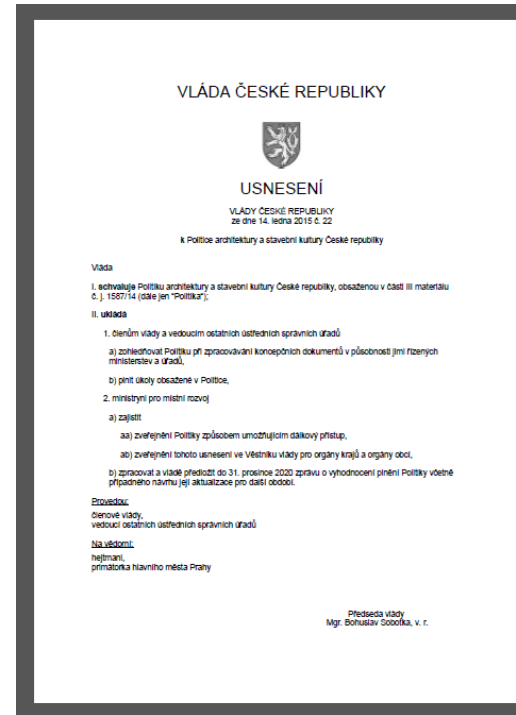 VLÁDA ČESKÉ REPUBLIKY
USNESENÍ
VLÁDY ČESKÉ REPUBLIKY
ze dne 14. ledna 2015 č. 22
k Politice architektury a stavební kultury České republiky
Vláda
I. schvaluje Politiku architektury a stavební kultury České republiky, obsaženou v části III materiálu
č. j. 1587/14 (dále jen "Politika");
II. ukládá
1. členům vlády a vedoucím ostatních ústředních správních úřadů
a) zohledňovat Politiku při zpracovávání koncepčních dokumentů v působnosti jimi řízených
ministerstev a úřadů,
b) plnit úkoly obsažené v Politice,
2. ministryni pro místní rozvoj
a) zajistit
aa) zveřejnění Politiky způsobem umožňujícím dálkový přístup,
ab) zveřejnění tohoto usnesení ve Věstníku vlády pro orgány krajů a orgány obcí,
b) zpracovat a vládě předložit do 31. prosince 2020 zprávu o vyhodnocení plnění Politiky včetně
případného návrhu její aktualizace pro další období.
Provedou:
členové vlády,
vedoucí ostatních ústředních správních úřadů
Na vědomí:
hejtmani,
primátorka hlavního města Prahy
Předseda vlády
Mgr. Bohuslav Sobotka, v. r.